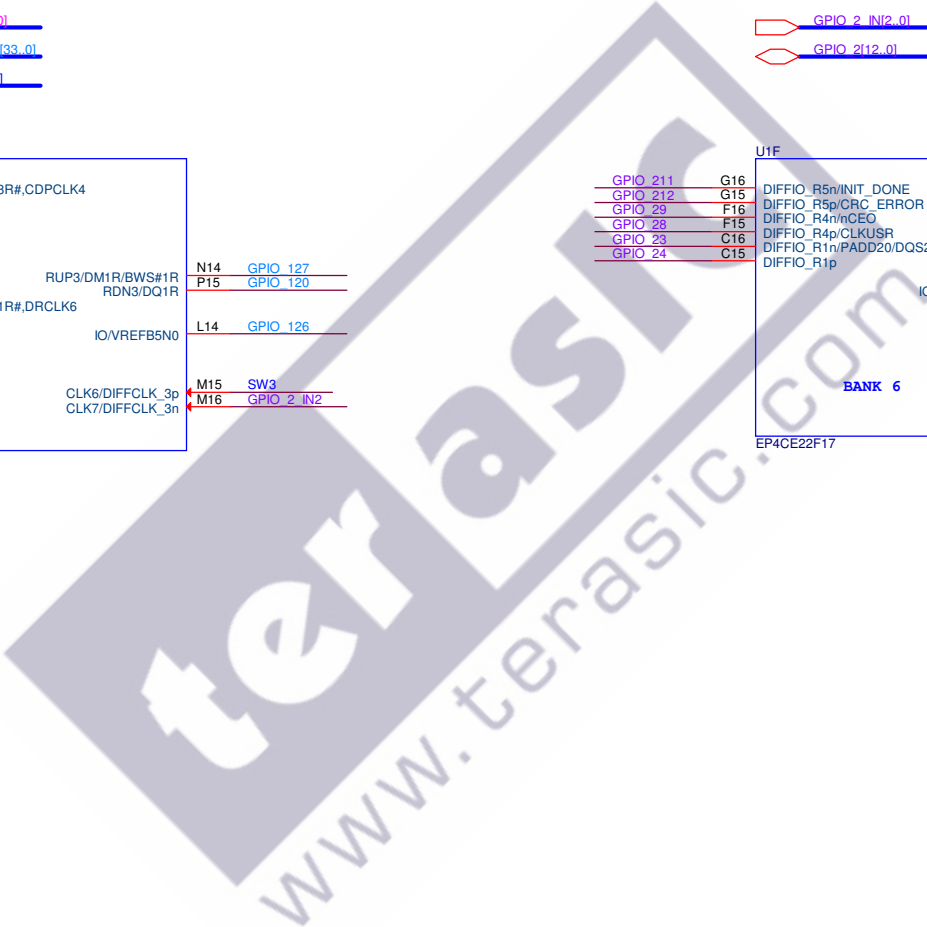 0]
[33..0]
]
GPIO_2_IN[2..0]
GPIO_2[12..0]
3R#,CDPCLK4
RUP3/DM1R/BWS#1R N14 GPIO_127
RDN3/DQ1R P15 GPIO_120
1R#,DRCLK6
IO/VREFB5N0 L14 GPIO_126
CLK6/DIFFCLK_3p M15 SW3
CLK7/DIFFCLK_3n M16 GPIO_2_IN2
U1F
GPIO_211 G16 DIFFIO_R5n/INIT_DONE
GPIO_212 G15 DIFFIO_R5p/CRC_ERROR
GPIO_29 F16 DIFFIO_R4n/nCEO
GPIO_28 F15 DIFFIO_R4p/CLKUSR
GPIO_23 C16 DIFFIO_R1n/PADD20/DQS2
GPIO_24 C15 DIFFIO_R1p
IO
BANK 6
EP4CE22F17
terasic
www.terasic.com